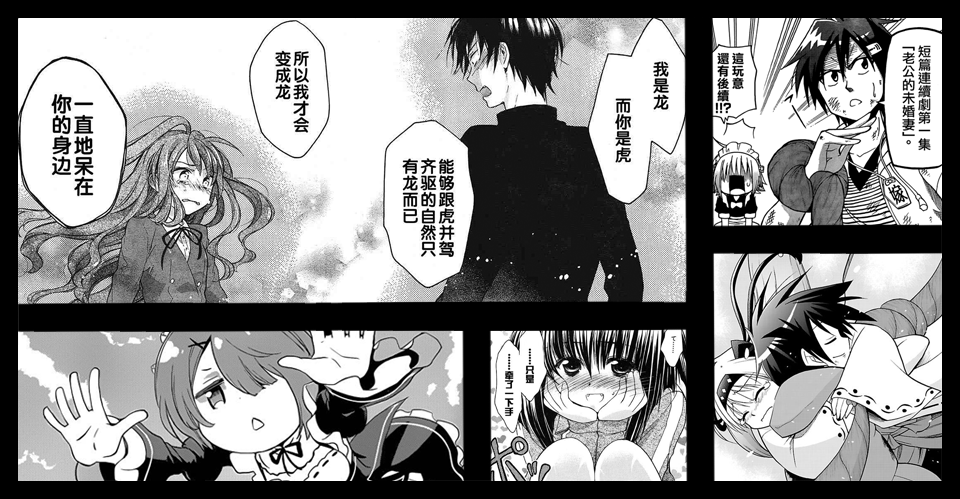 我是龙
而你是虎
能够跟虎并驾
齐驱的自然只
有龙而已
所以我才会
变成龙
一直地呆在
你的身边
短篇連續劇第一集
「老公的未婚妻」。
這玩意
還有後續!!?
嫁
……只是
……牽了一下手